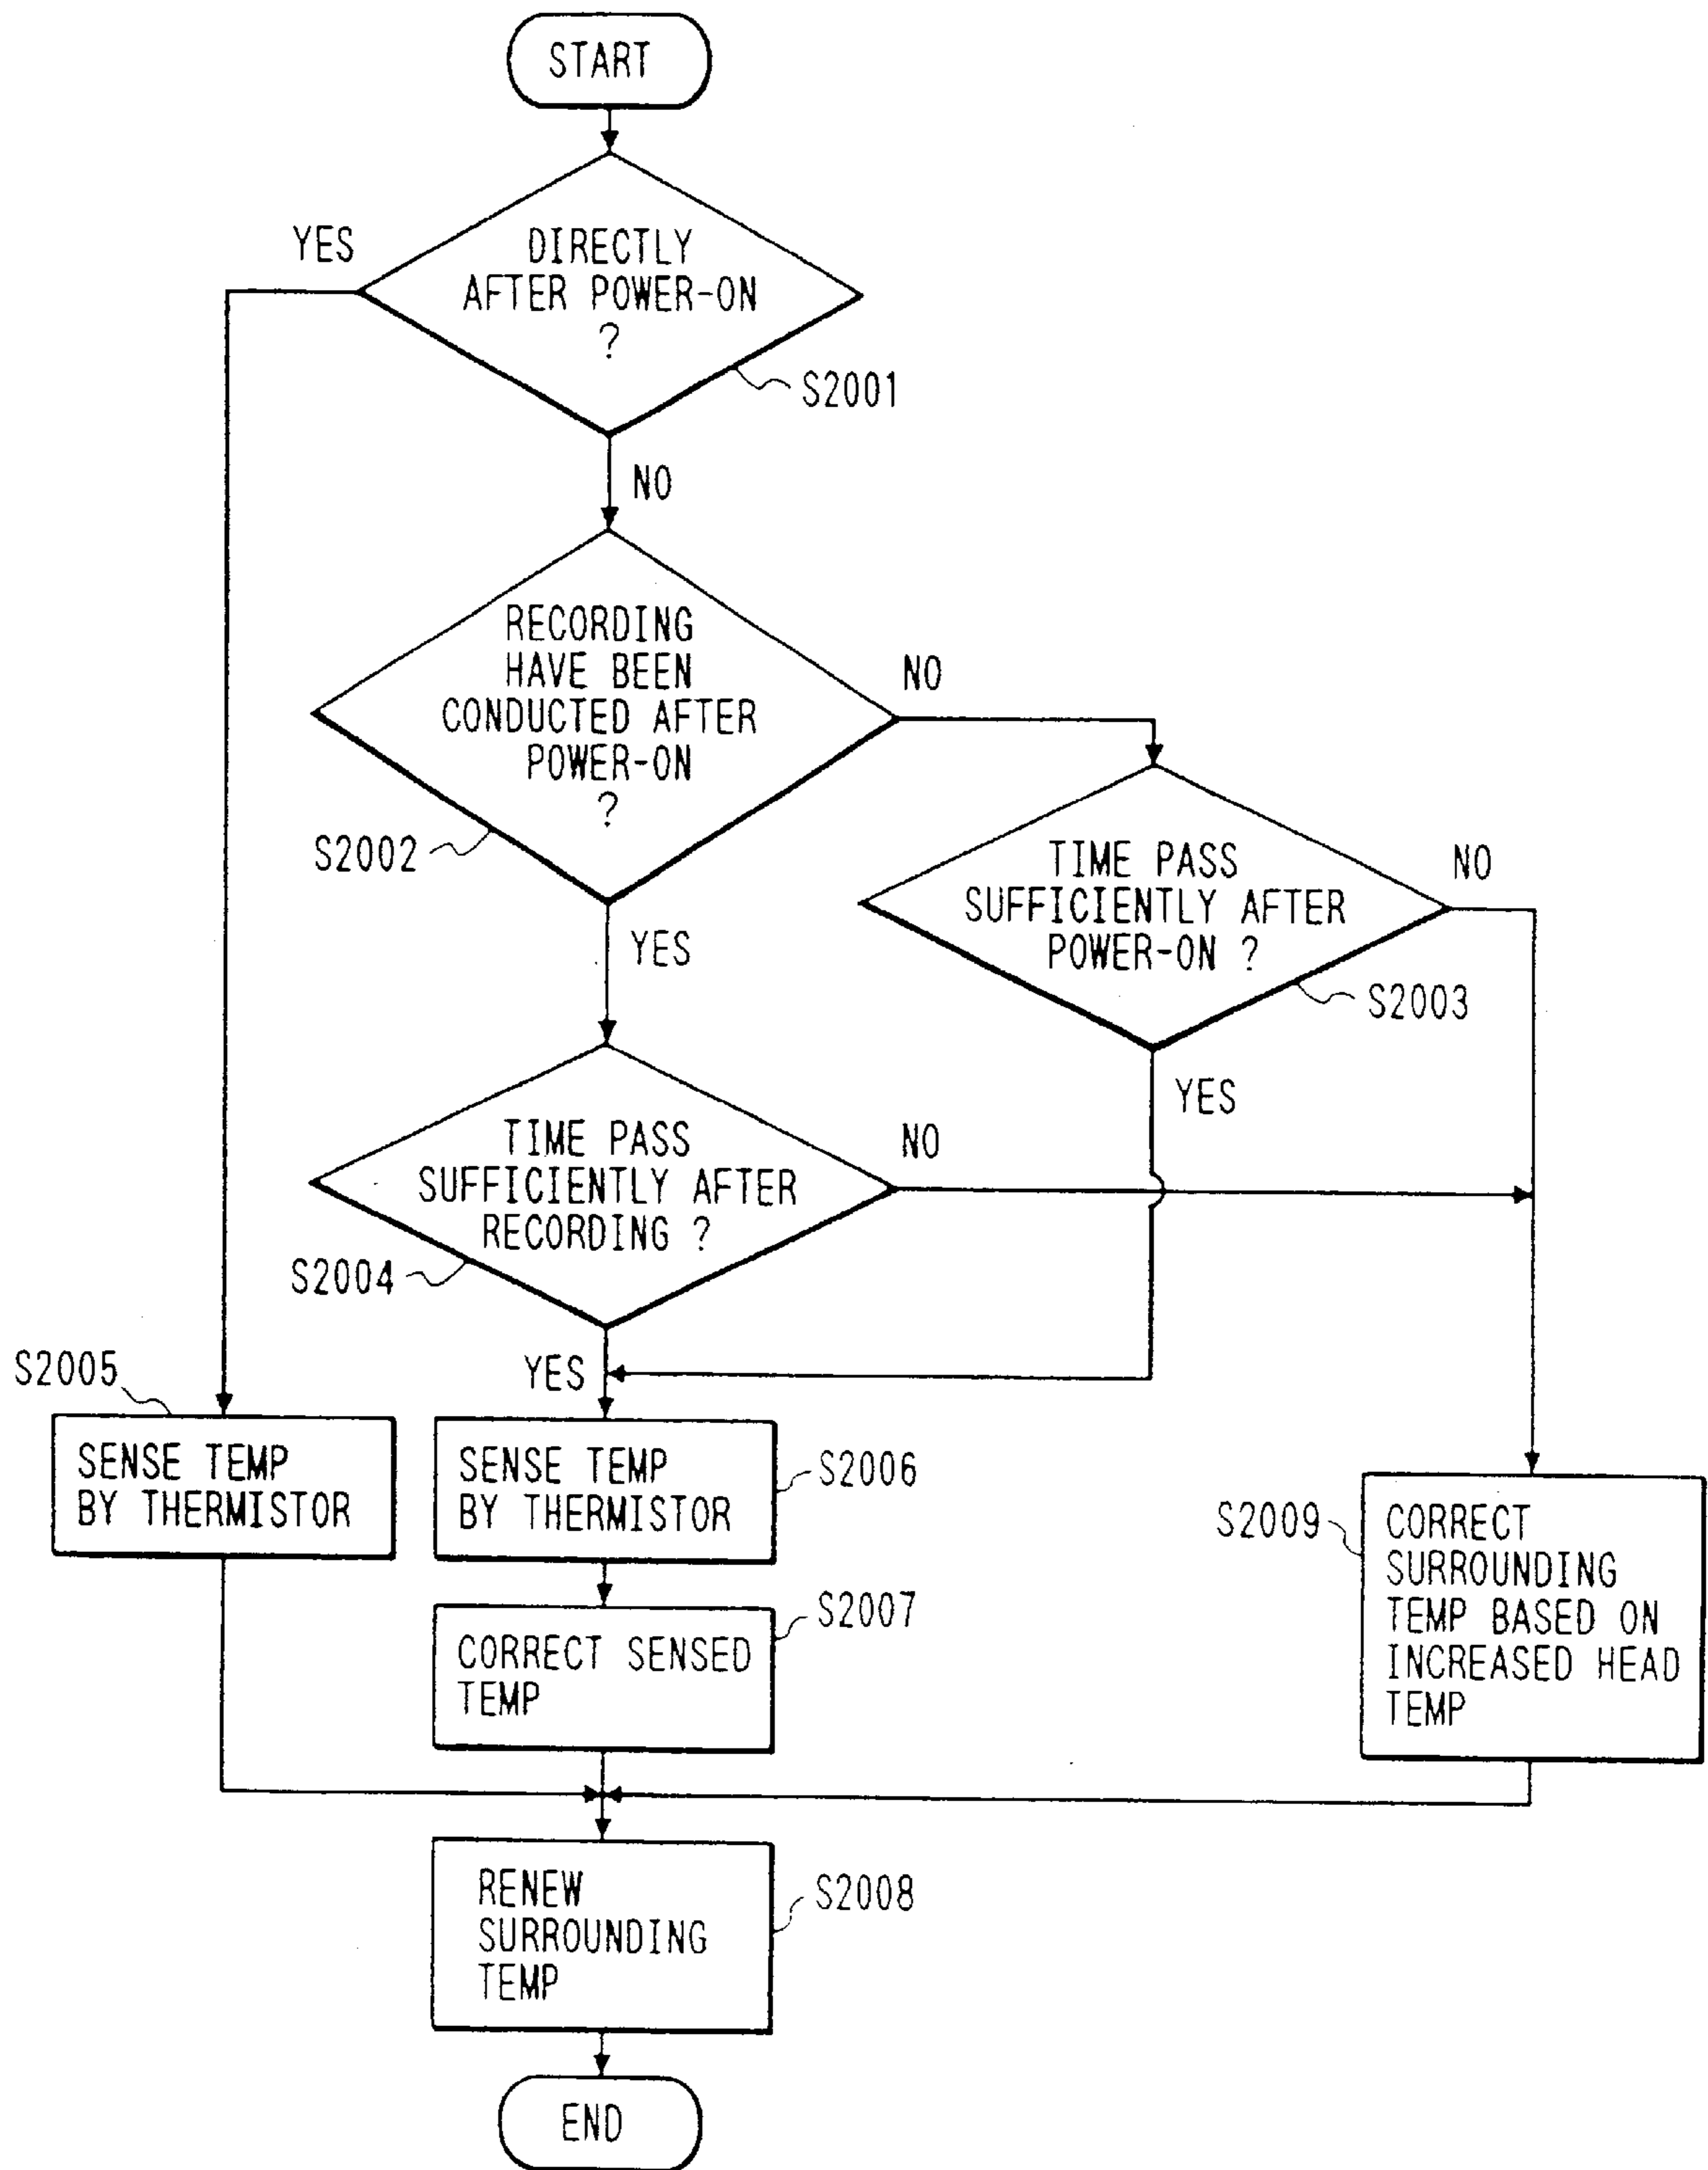 START
YES
DIRECTLY
AFTER POWER-ON
?
S2001
NO
RECORDING
HAVE BEEN
CONDUCTED AFTER
POWER-ON
?
NO
S2002
TIME PASS
SUFFICIENTLY AFTER
POWER-ON ?
NO
S2003
YES
YES
TIME PASS
SUFFICIENTLY AFTER
RECORDING ?
NO
S2004
YES
S2005
SENSE TEMP
BY THERMISTOR
SENSE TEMP
BY THERMISTOR
S2006
S2009
CORRECT
SURROUNDING
TEMP BASED ON
INCREASED HEAD
TEMP
S2007
CORRECT SENSED
TEMP
RENEW
SURROUNDING
TEMP
S2008
END